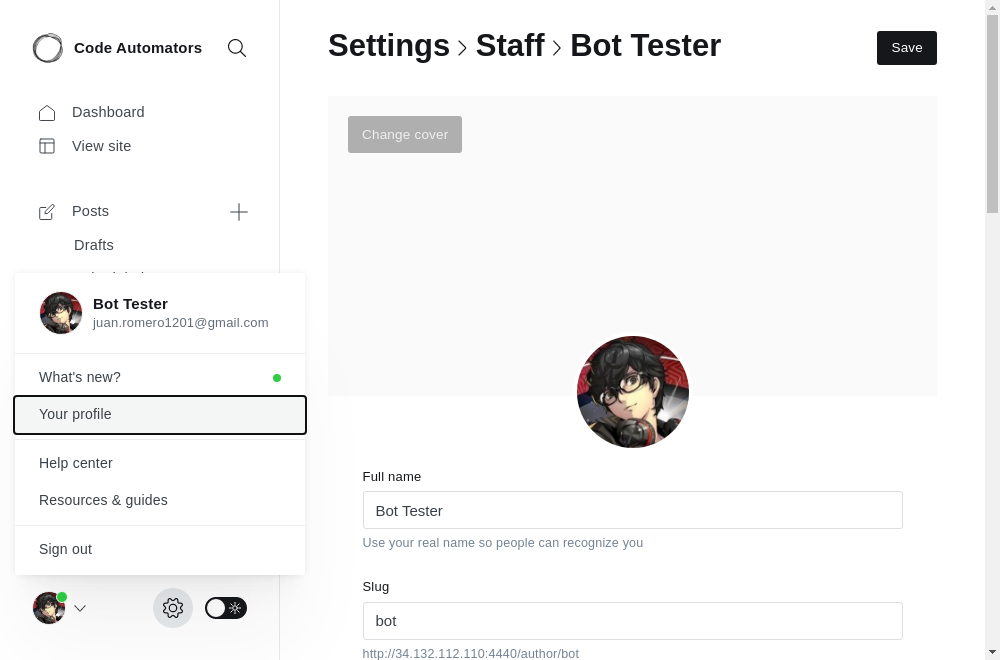 Code Automators
Dashboard
View site
Posts
Drafts
Bot Tester
juan.romero1201@gmail.com
What's new?
Your profile
Help center
Resources & guides
Sign out
Settings > Staff > Bot Tester
Save
Change cover
Full name
Bot Tester
Use your real name so people can recognize you
Slug
bot
http://34.132.112.110:4440/author/bot